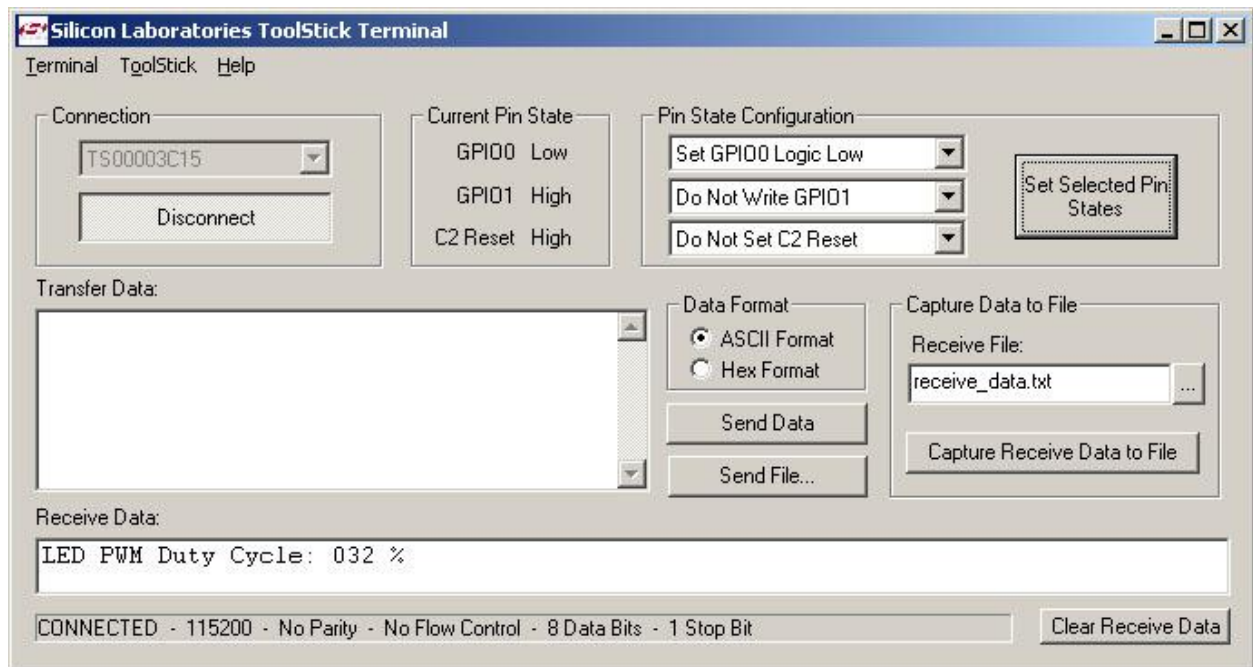 Silicon Laboratories ToolStick Terminal
Terminal ToolStick Help
Connection
TS00003C15
Disconnect
Current Pin State
GPIO0 Low
GPIO1 High
C2 Reset High
Pin State Configuration
Set GPIO0 Logic Low
Do Not Write GPIO1
Do Not Set C2 Reset
Set Selected Pin
States
Transfer Data:
Data Format
ASCII Format
Hex Format
Send Data
Send File...
Capture Data to File
Receive File:
receive_data.txt
...
Capture Receive Data to File
Receive Data:
LED PWM Duty Cycle: 032 %
CONNECTED - 115200 - No Parity - No Flow Control - 8 Data Bits - 1 Stop Bit
Clear Receive Data